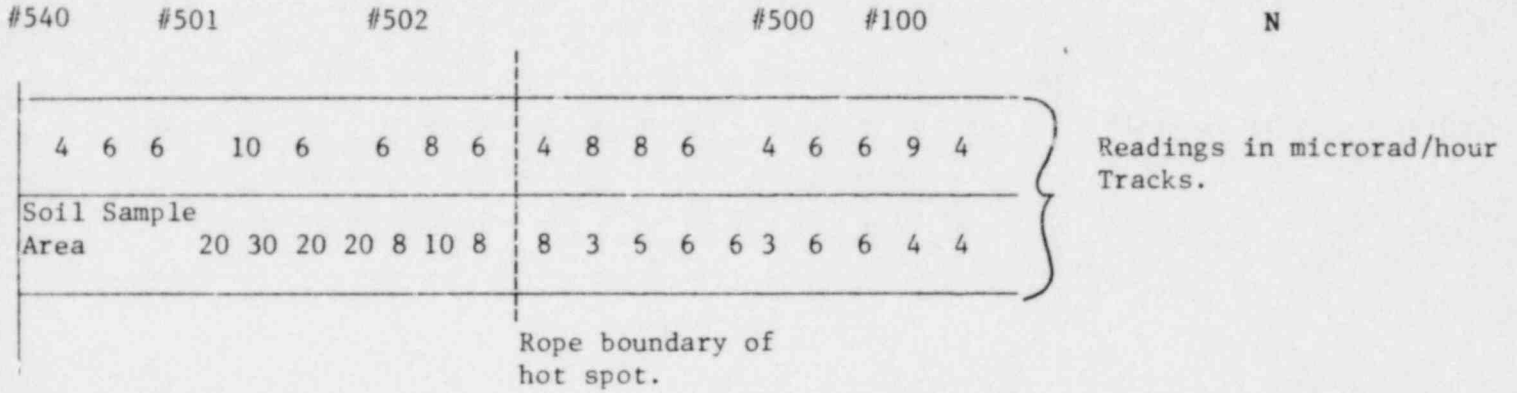 #540 #501 #502 #500 #100 N
4 6 6 10 6 6 8 6 4 8 8 6 4 6 6 9 4
Readings in microrad/hour
Tracks.
Soil Sample
Area 20 30 20 20 8 10 8 8 3 5 6 6 3 6 6 4 4
Rope boundary of
hot spot.